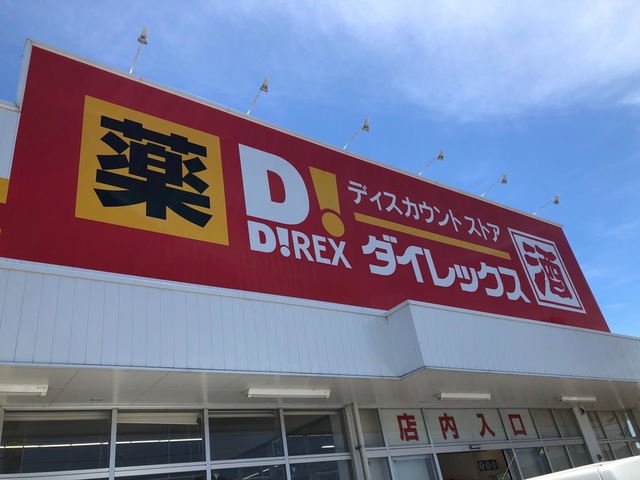 薬
D!
D!REX
ディスカウント ストア
ダイレックス
酒
店内入口